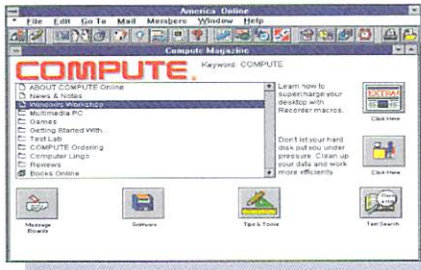 America Online
File Edit Go To Mail Members Window Help
Compute Magazine
COMPUTE.
Keyword: COMPUTE
ABOUT COMPUTE Online
News & Notes
Windows Workshop
Multimedia PC
Games
Getting Started With...
Test Lab
COMPUTE Ordering
Computer Lingo
Reviews
Books Online
Learn how to
supercharge your
desktop with
Recorder macros.
EXTRA!
Click Here
Don't let your hard
disk put you under
pressure. Clean up
your data and work
more efficiently.
Click Here
Message
Boards
Software
Tips & Tools
Text Search